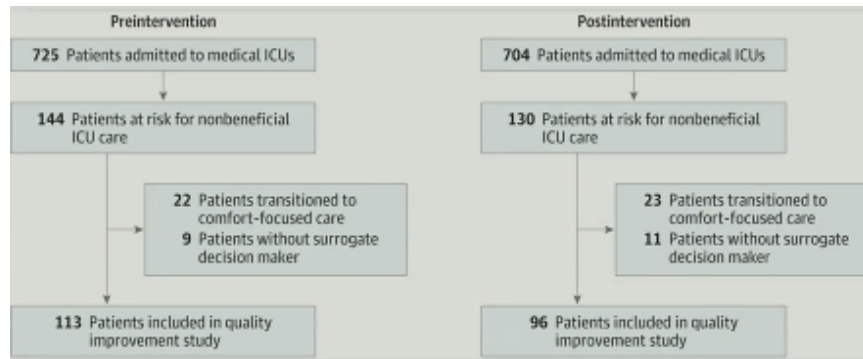 Preintervention
725 Patients admitted to medical ICUs
144 Patients at risk for nonbeneficial
ICU care
22 Patients transitioned to
comfort-focused care
9 Patients without surrogate
decision maker
113 Patients included in quality
improvement study
Postintervention
704 Patients admitted to medical ICUs
130 Patients at risk for nonbeneficial
ICU care
23 Patients transitioned to
comfort-focused care
11 Patients without surrogate
decision maker
96 Patients included in quality
improvement study